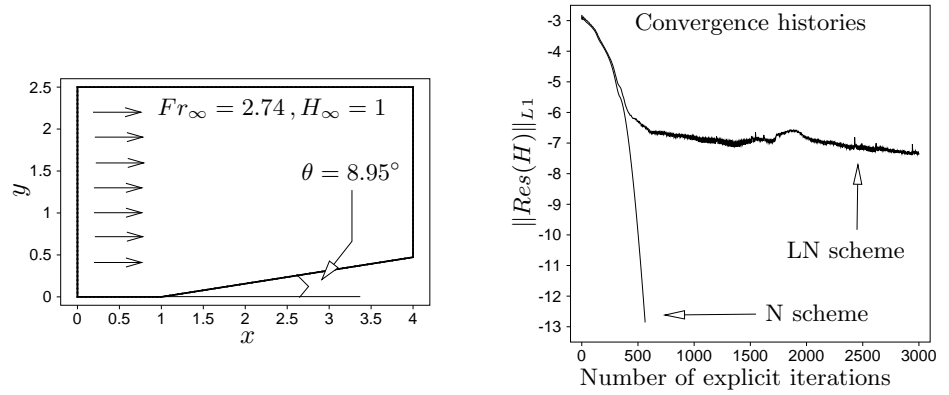 Fr∞ = 2.74 , H∞ = 1
θ = 8.95°
y
2.5
2
1.5
1
0.5
0
0 0.5 1 1.5 2 2.5 3 3.5 4
x
Convergence histories
||Res(H)||L1
-3
-4
-5
-6
-7
-8
-9
-10
-11
-12
-13
LN scheme
N scheme
0 500 1000 1500 2000 2500 3000
Number of explicit iterations